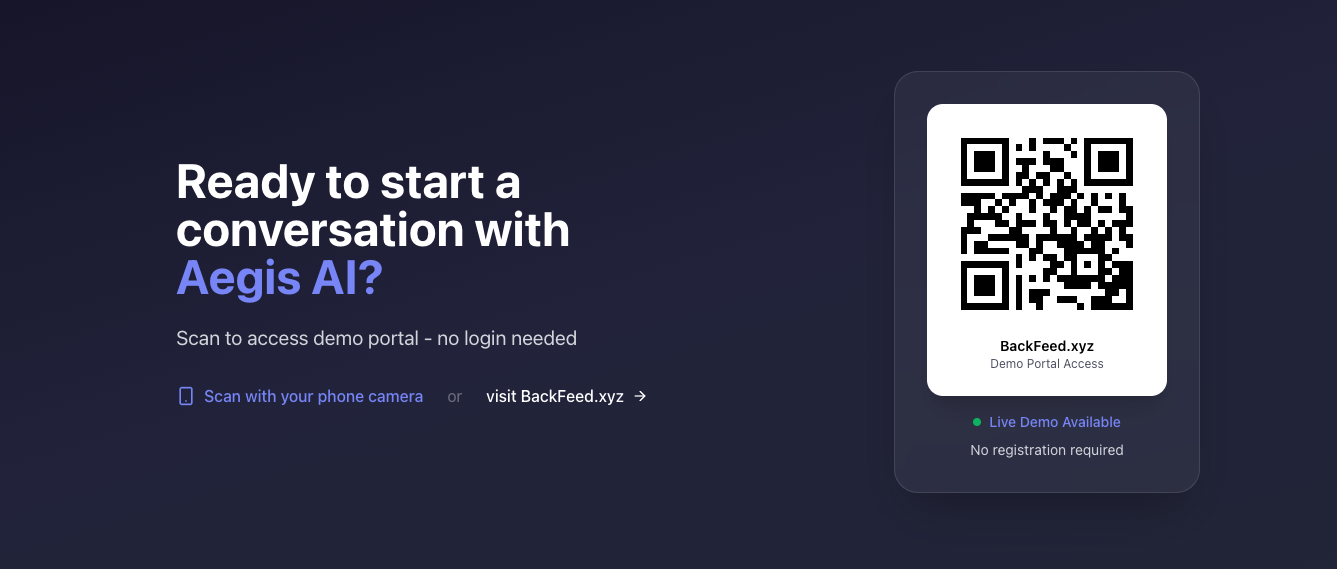 Ready to start a
conversation with
Aegis AI?
Scan to access demo portal - no login needed
Scan with your phone camera or visit BackFeed.xyz →
BackFeed.xyz
Demo Portal Access
Live Demo Available
No registration required